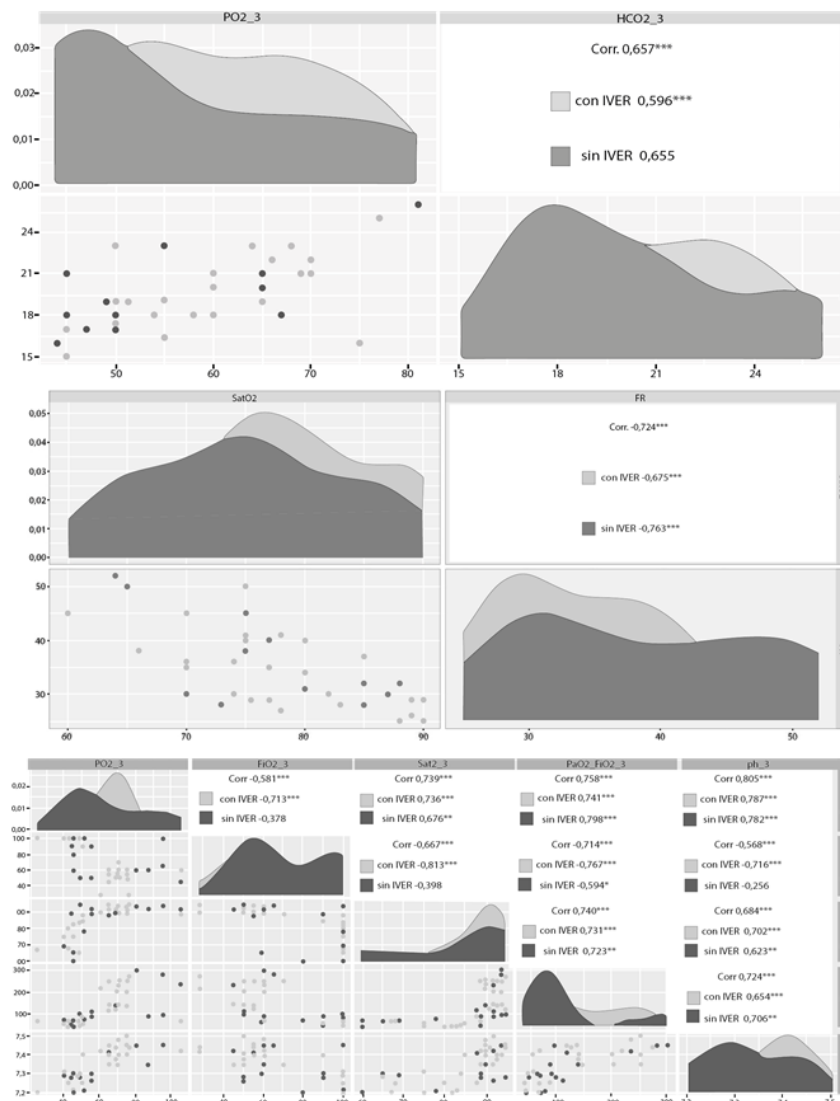 PO2_3 HCO2_3
0,03
0,02
0,01
0,00
Corr. 0,657***
con IVER 0,596***
sin IVER 0,655
24
21
18
15
50 60 70 80 15 18 21 24
SatO2 FR
0,05
0,04
0,03
0,02
0,01
0,00
Corr. -0,724***
con IVER -0,675***
sin IVER -0,763***
50
40
30
60 70 80 90 30 40 50
PO2_3 FiO2_3 Sat2_3 PaO2_FiO2_3 ph_3
0,02
0,01
0,00
Corr -0,581***
con IVER -0,713***
sin IVER -0,378
Corr 0,739***
con IVER 0,736***
sin IVER 0,676**
Corr 0,758***
con IVER 0,741***
sin IVER 0,798***
Corr 0,805***
con IVER 0,787***
sin IVER 0,782***
100
80
60
40
Corr -0,667***
con IVER -0,813***
sin IVER -0,398
Corr -0,714***
con IVER -0,767***
sin IVER -0,594*
Corr -0,568***
con IVER -0,716***
sin IVER -0,256
80
70
Corr 0,740***
con IVER 0,731***
sin IVER 0,723**
Corr 0,684***
con IVER 0,702***
sin IVER 0,623**
300
200
100
Corr 0,724***
con IVER 0,654***
sin IVER 0,706**
7,5
7,4
7,3
7,2